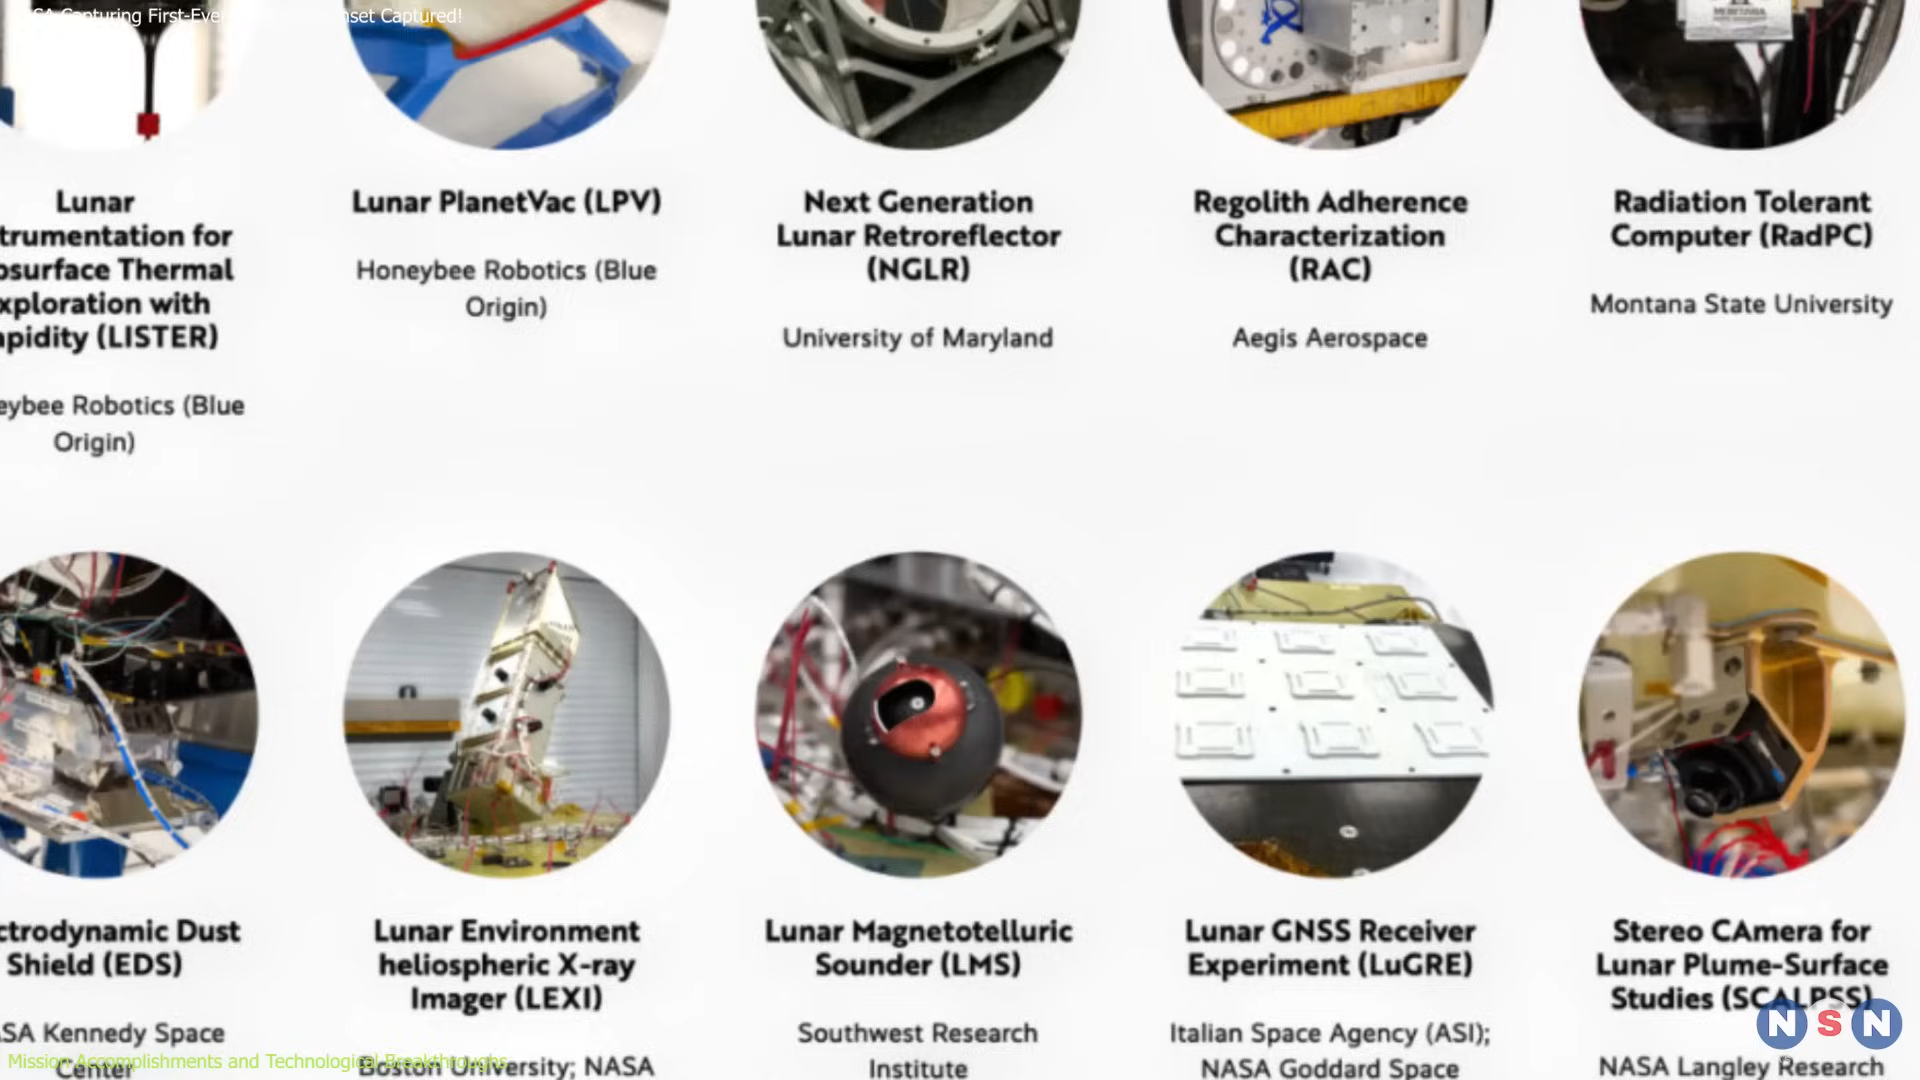 nset Captured!
Lunar
trumentation for
surface Thermal
xploration with
apidity (LISTER)
eybee Robotics (Blue
Origin)
Lunar PlanetVac (LPV)
Honeybee Robotics (Blue
Origin)
Next Generation
Lunar Retroreflector
(NGLR)
University of Maryland
Regolith Adherence
Characterization
(RAC)
Aegis Aerospace
Radiation Tolerant
Computer (RadPC)
Montana State University
ctrodynamic Dust
Shield (EDS)
SA Kennedy Space
Center
Lunar Environment
heliospheric X-ray
Imager (LEXI)
Boston University; NASA
Lunar Magnetotelluric
Sounder (LMS)
Southwest Research
Institute
Lunar GNSS Receiver
Experiment (LuGRE)
Italian Space Agency (ASI);
NASA Goddard Space
Stereo CAmera for
Lunar Plume-Surface
Studies (SCALPSS)
NASA Langley Research
Mission Accomplishments and Technological Breakthroughs
NSN